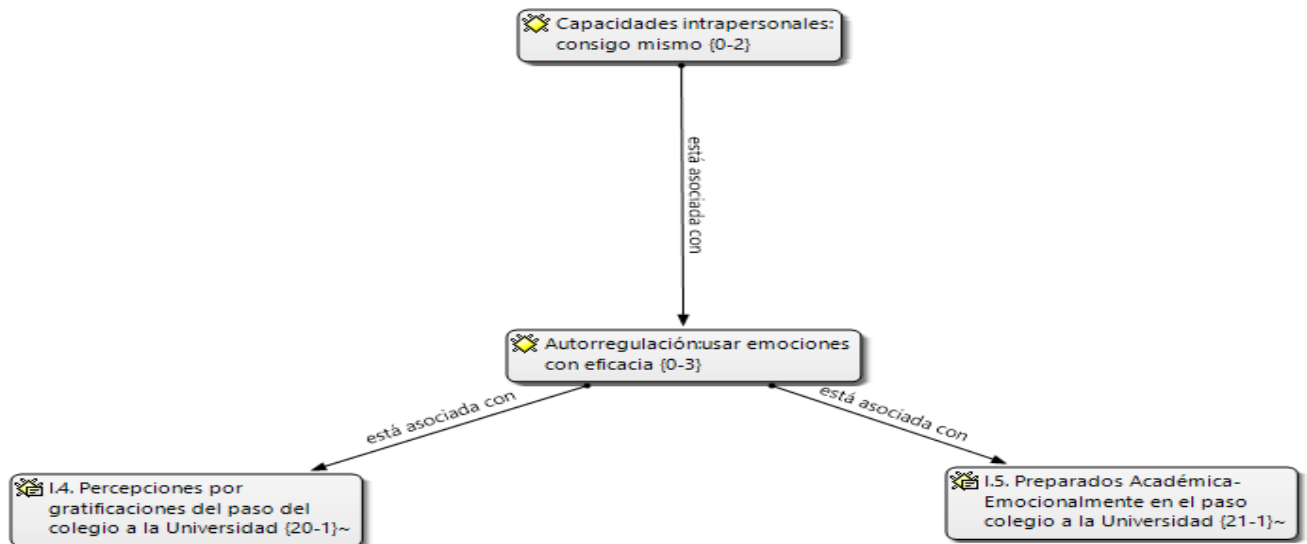 Capacidades intrapersonales:
consigo mismo {0-2}
está asociada con
Autorregulación:usar emociones
con eficacia {0-3}
está asociada con
está asociada con
I.4. Percepciones por
gratificaciones del paso del
colegio a la Universidad {20-1}~
I.5. Preparados Académica-
Emocionalmente en el paso
colegio a la Universidad {21-1}~